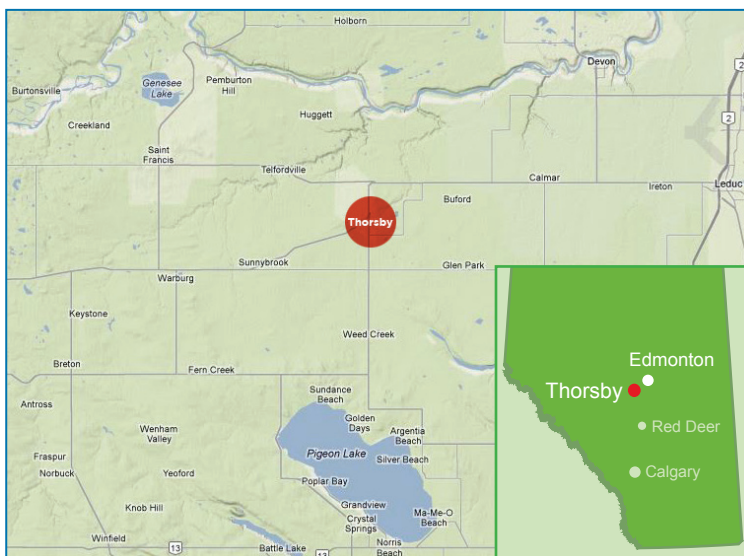 Holborn
Devon
2
Genesee
Lake
Pemburton
Hill
Burtonsville
Huggett
Creekland
2
Saint
Francis
Telfordville
Calmar
Ireton
Leduc
Buford
Thorsby
Sunnybrook
Glen Park
Warburg
Keystone
Weed Creek
Breton
Fern Creek
Sundance
Beach
Antross
Golden
Days
Wenham
Valley
Argentia
Beach
Fraspur
Pigeon Lake
Silver Beach
Norbuck
Yeoford
Poplar Bay
Knob Hill
Grandview
Crystal
Springs
Ma-Me-O
Beach
Winfield
13
Battle Lake
13
Norris
Beach
Edmonton
Thorsby
Red Deer
Calgary